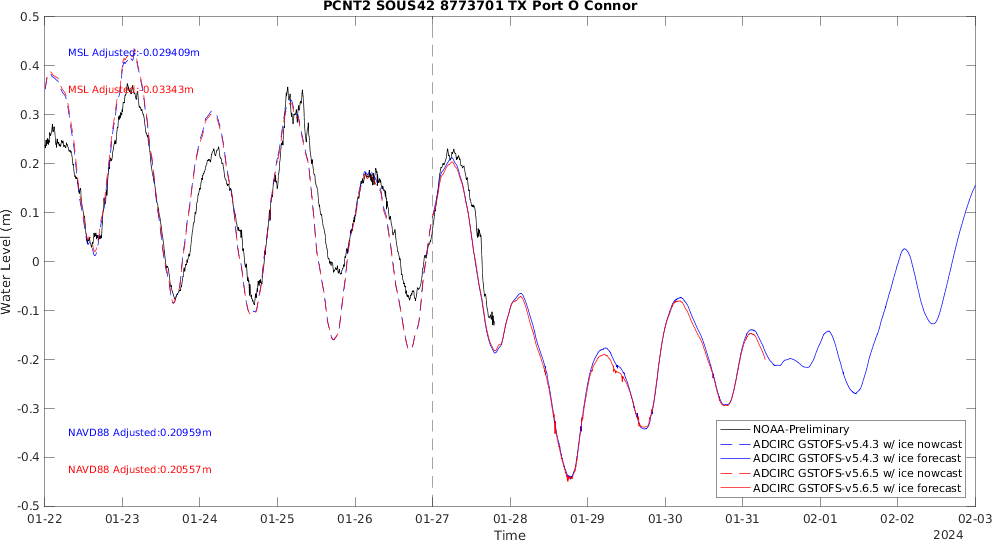 PCNT2 SOUS42 8773701 TX Port O Connor
0.5
MSL Adjusted:-0.029409m
0.4
MSL Adjusted:-0.03343m
0.3
0.2
0.1
0
-0.1
-0.2
-0.3
-0.4
-0.5
Water Level (m)
NAVD88 Adjusted:0.20959m
NAVD88 Adjusted:0.20557m
NOAA-Preliminary
ADCIRC GSTOFS-v5.4.3 w/ ice nowcast
ADCIRC GSTOFS-v5.4.3 w/ ice forecast
ADCIRC GSTOFS-v5.6.5 w/ ice nowcast
ADCIRC GSTOFS-v5.6.5 w/ ice forecast
01-22 01-23 01-24 01-25 01-26 01-27 01-28 01-29 01-30 01-31 02-01 02-02 02-03
Time
2024